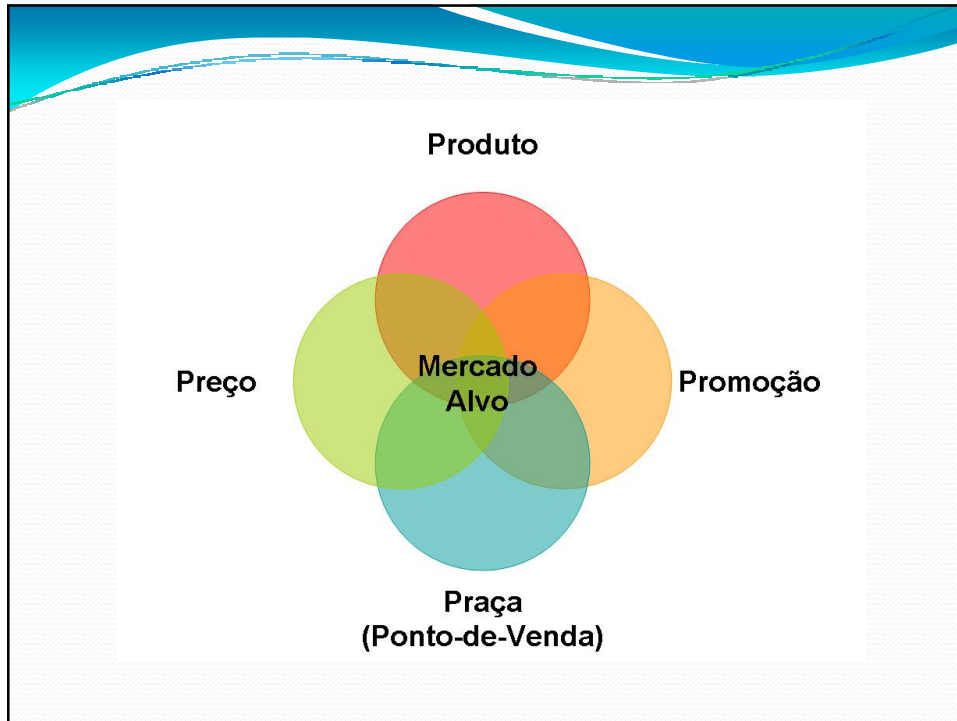 Produto
Preço
Mercado
Alvo
Promoção
Praça
(Ponto-de-Venda)